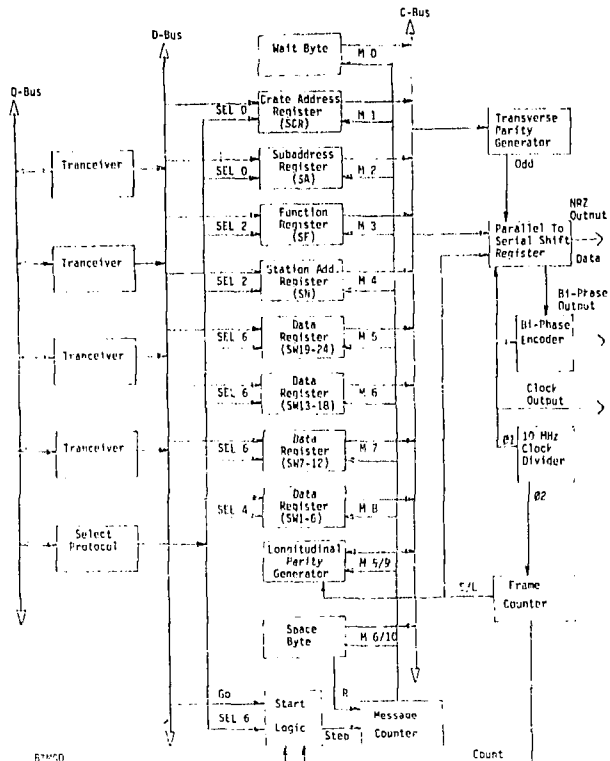 C-Bus
D-Bus
Q-Bus
Wait Byte
M 0
SEL 0
Crate Address
Register
(SCR)
M 1
Transverse
Parity
Generator
Odd
Tranceiver
SEL 0
Subaddress
Register
(SA)
M 2
SEL 2
Function
Register
(SF)
M 3
NRZ
Output
Parallel To
Serial Shift
Register
Data
Tranceiver
SEL 2
Station Add.
Register
(SN)
M 4
Bi-Phase
Output
Tranceiver
SEL 6
Data
Register
(SW19-24)
M 5
Bi-Phase
Encoder
SEL 6
Data
Register
(SW13-18)
M 6
Clock
Output
Tranceiver
SEL 6
Data
Register
(SW7-12)
M 7
Ø1
10 MHz
Clock
Divider
SEL 4
Data
Register
(SW1-6)
M 8
Ø2
Select
Protocol
Longitudinal
Parity
Generator
M 5/9
S/L
Frame
Counter
Space
Byte
M 6/10
R
Go
SEL 6
Start
Logic
Step
Message
Counter
Count